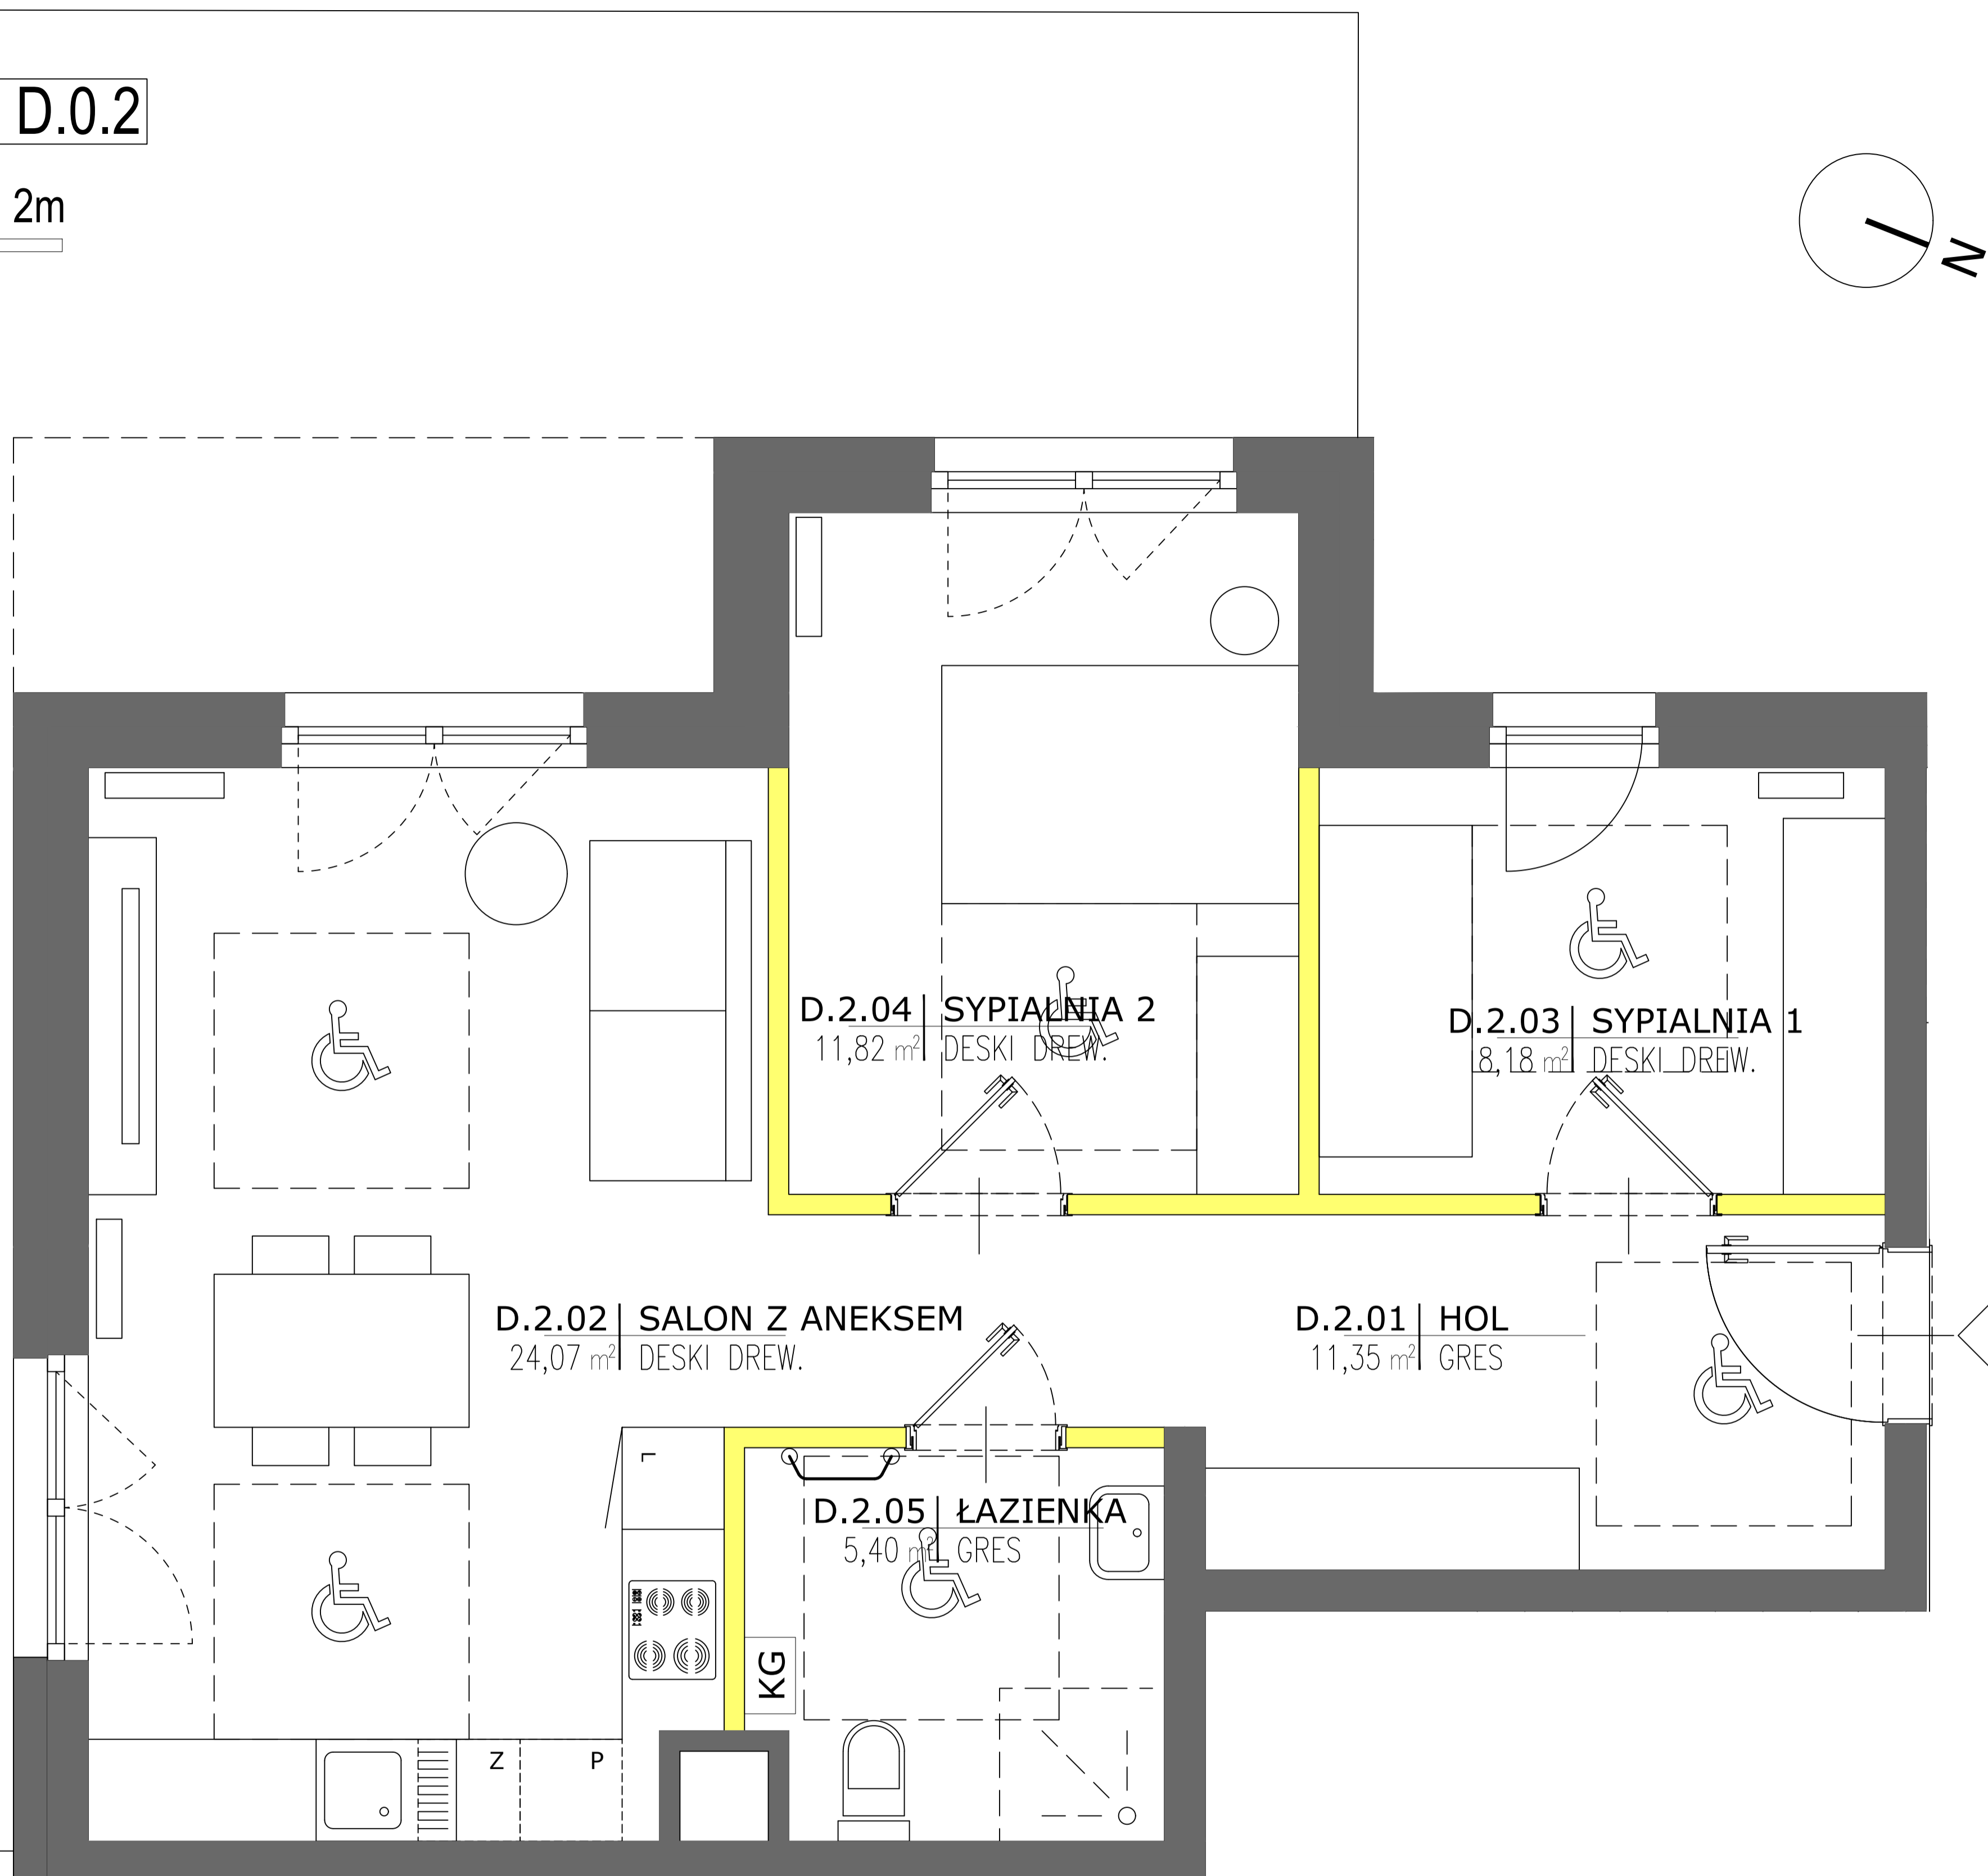 D.0.2
2m
N
D.2.04 SYPIALNIA 2
11,82 m² DESKI DREW.
D.2.03 SYPIALNIA 1
8,18 m² DESKI DREW.
D.2.02 SALON Z ANEKSEM
24,07 m² DESKI DREW.
D.2.01 HOL
11,35 m² GRES
L
D.2.05 ŁAZIENKA
5,40 m² GRES
KG
Z
P